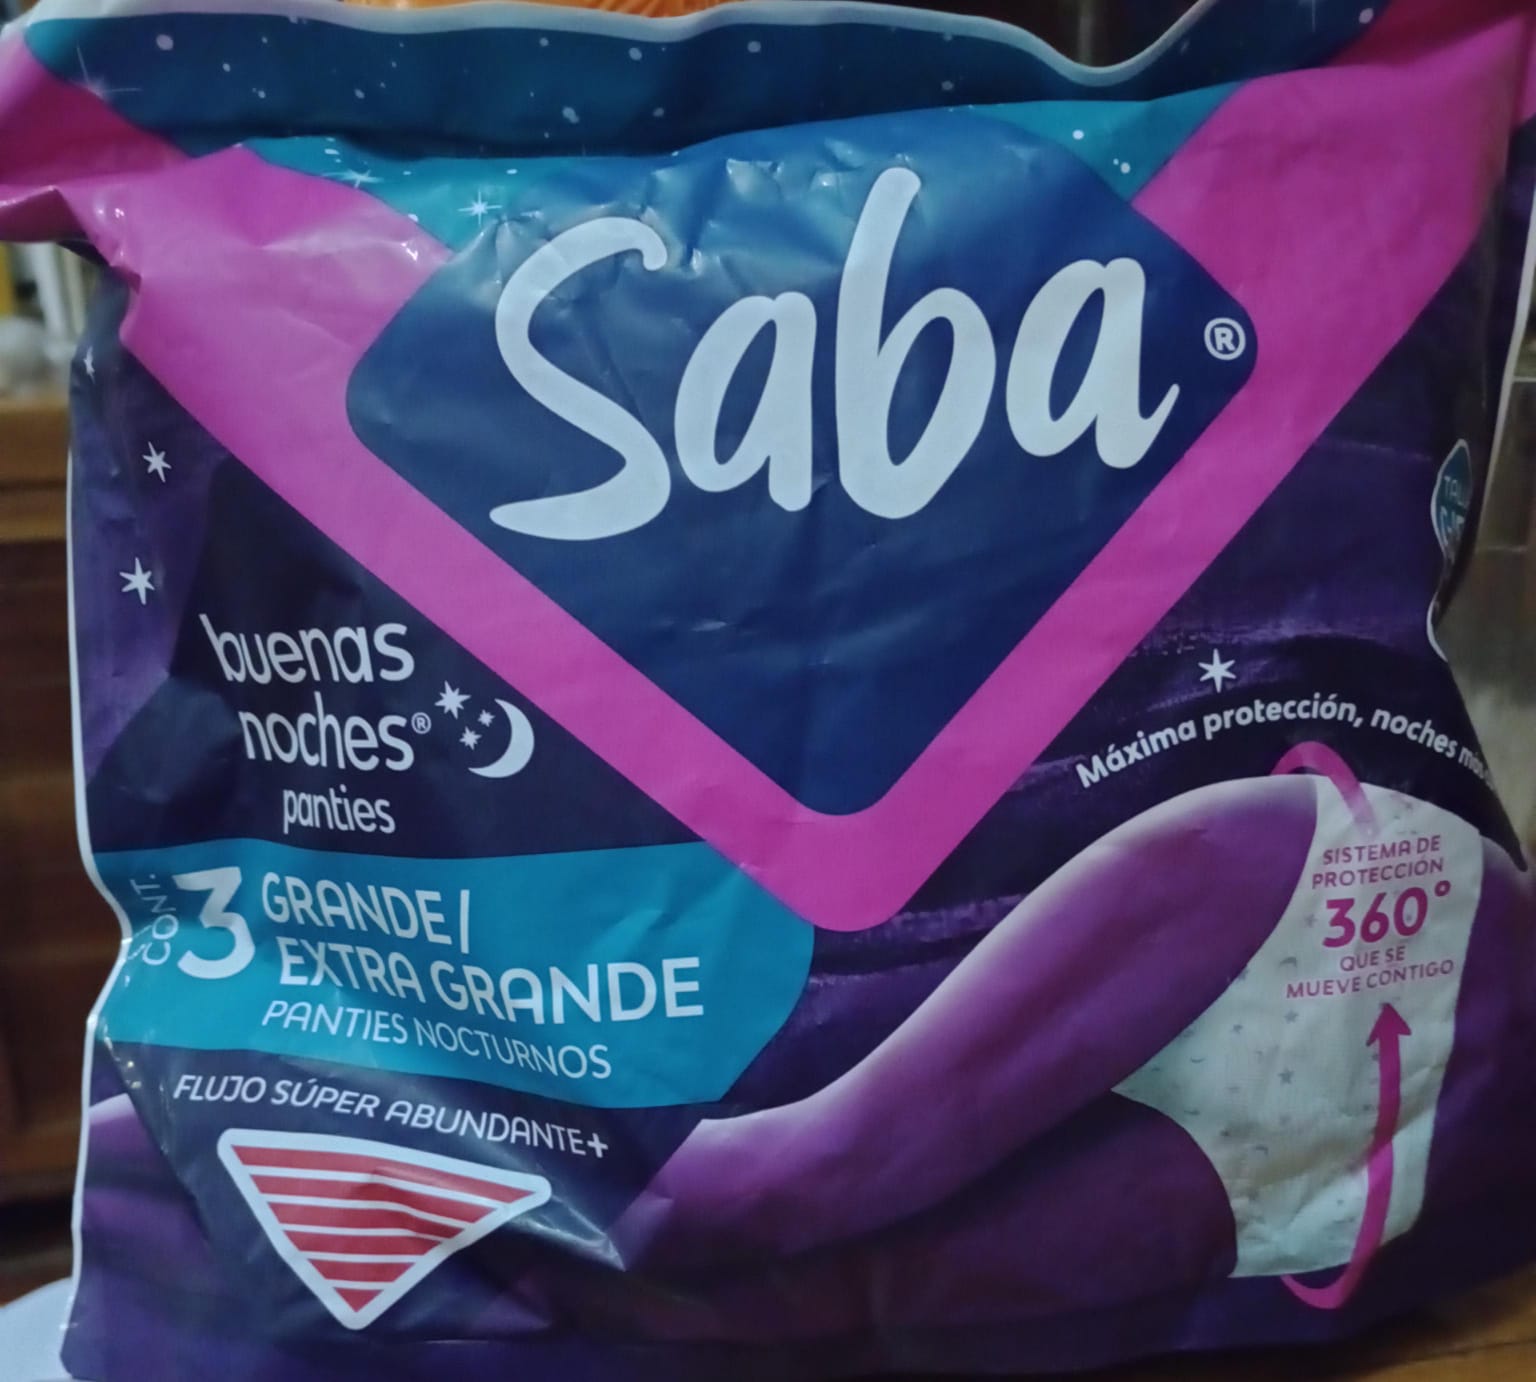 Saba®
buenas
noches®
panties
CONT.
3
GRANDE/
EXTRA GRANDE
PANTIES NOCTURNOS
FLUJO SÚPER ABUNDANTE+
Máxima protección, noches
SISTEMA DE
PROTECCIÓN
360°
QUE SE
MUEVE CONTIGO